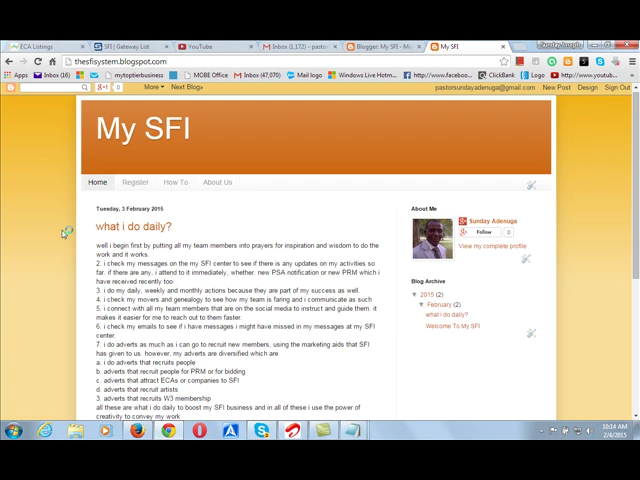 ECA Listings
SFI | Gateway List
YouTube
Inbox (1,172) - pastor
Blogger: My SFI - Mo
My SFI
Sunday Joseph
thesfisystem.blogspot.com
Apps
Inbox (16)
mytoptierbusiness
MOBE Office
Inbox (47,070)
Mail logo
Windows Live Hotm...
http://www.faceboo...
ClickBank
http://www.youtube...
g+1 0
More
Next Blog»
pastorsundayadenuga@gmail.com
New Post
Design
Sign Out
My SFI
Home
Register
How To
About Us
Tuesday, 3 February 2015
what i do daily?
well i begin first by putting all my team members into prayers for inspiration and wisdom to do the
work and it works.
2. i check my messages on the my SFI center to see if there is any updates on my activities so
far. if there are any, i attend to it immediately, whether. new PSA notification or new PRM which i
have received recently too
3. i do my daily, weekly and monthly actions because they are part of my success as well.
4. i check my movers and genealogy to see how my team is faring and i communicate as such
5. i connect with all my team members that are on the social media to instruct and guide them. it
makes it easier for me to reach out to them faster.
6. i check my emails to see if i have messages i might have missed in my messages at my SFI
center.
7. i do adverts as much as i can go to recruit new members, using the marketing aids that SFI
has given to us. however, my adverts are diversified which are
a. i do adverts that recruits people
b. adverts that recruit people for PRM or for bidding
c. adverts that attract ECAs or companies to SFI
d. adverts that recruit artists
3. adverts that recruits W3 membership
all these are what i do daily to boost my SFI business and in all of these i use the power of
creativity to convey my work
About Me
Sunday Adenuga
Follow
0
View my complete profile
Blog Archive
▼ 2015 (2)
▼ February (2)
what i do daily?
Welcome To My SFI
10:14 AM
2/4/2015